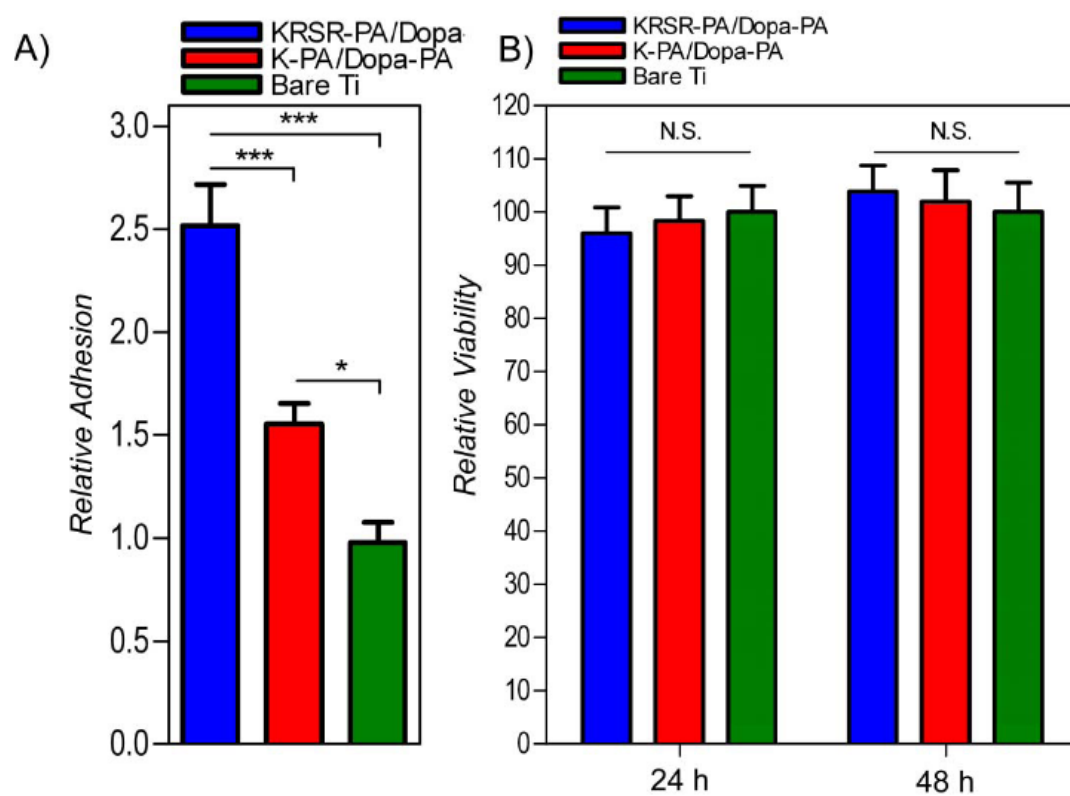 A)
KRSR-PA/Dopa-
K-PA/Dopa-PA
Bare Ti
3.0
2.5
2.0
1.5
1.0
0.5
0.0
Relative Adhesion
***
***
*
B)
KRSR-PA/Dopa-PA
K-PA/Dopa-PA
Bare Ti
120
110
100
90
80
70
60
50
40
30
20
10
0
Relative Viability
N.S.
N.S.
24 h
48 h